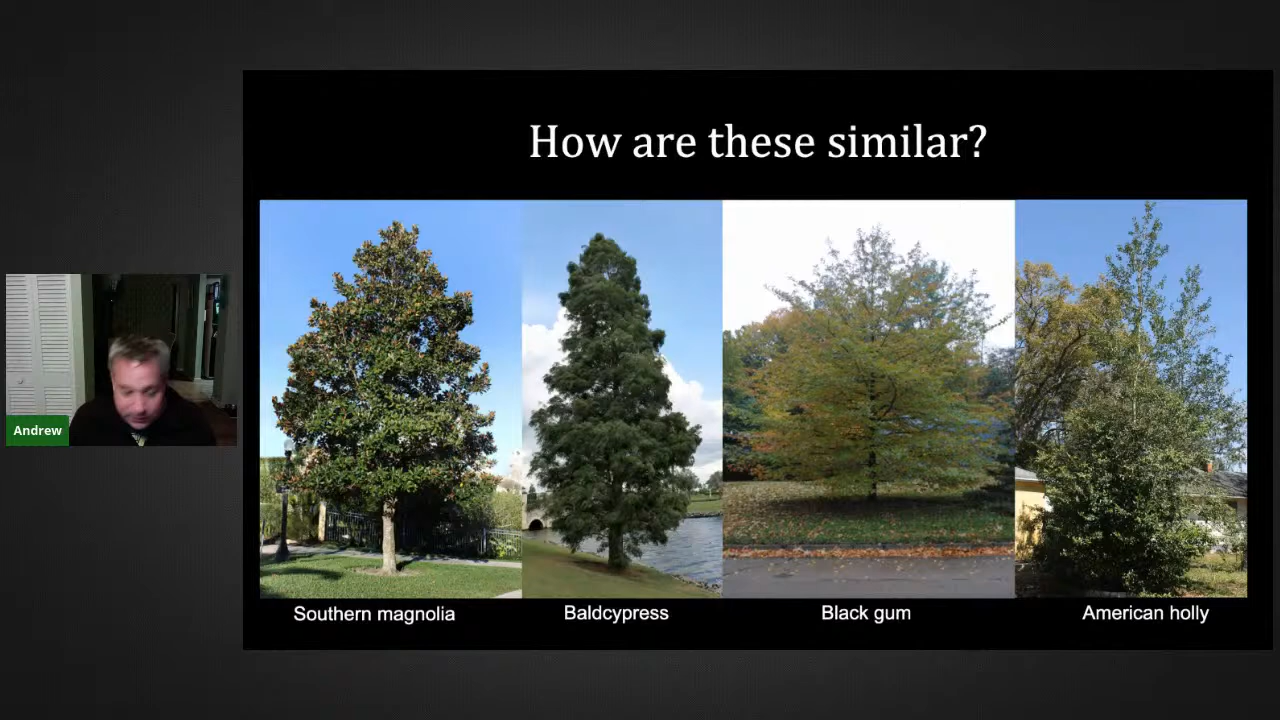 How are these similar?
Andrew
Southern magnolia
Baldcypress
Black gum
American holly